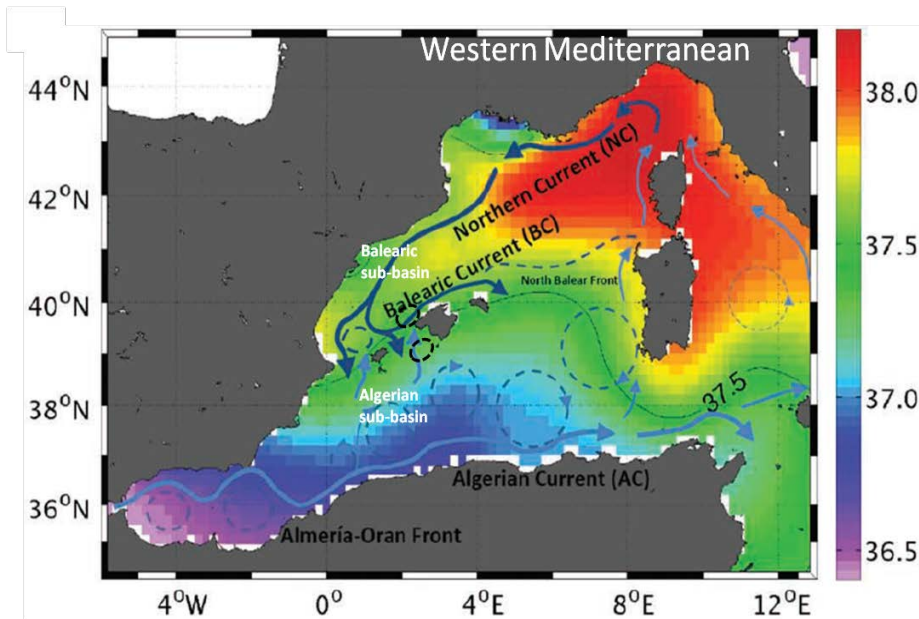 Western Mediterranean
44°N
42°N
40°N
38°N
36°N
4°W
0°E
4°E
8°E
12°E
38.0
37.5
37.0
36.5
Northern Current (NC)
Balearic
sub-basin
Balearic Current (BC)
North Balear Front
Algerian
sub-basin
37.5
Algerian Current (AC)
Almería-Oran Front